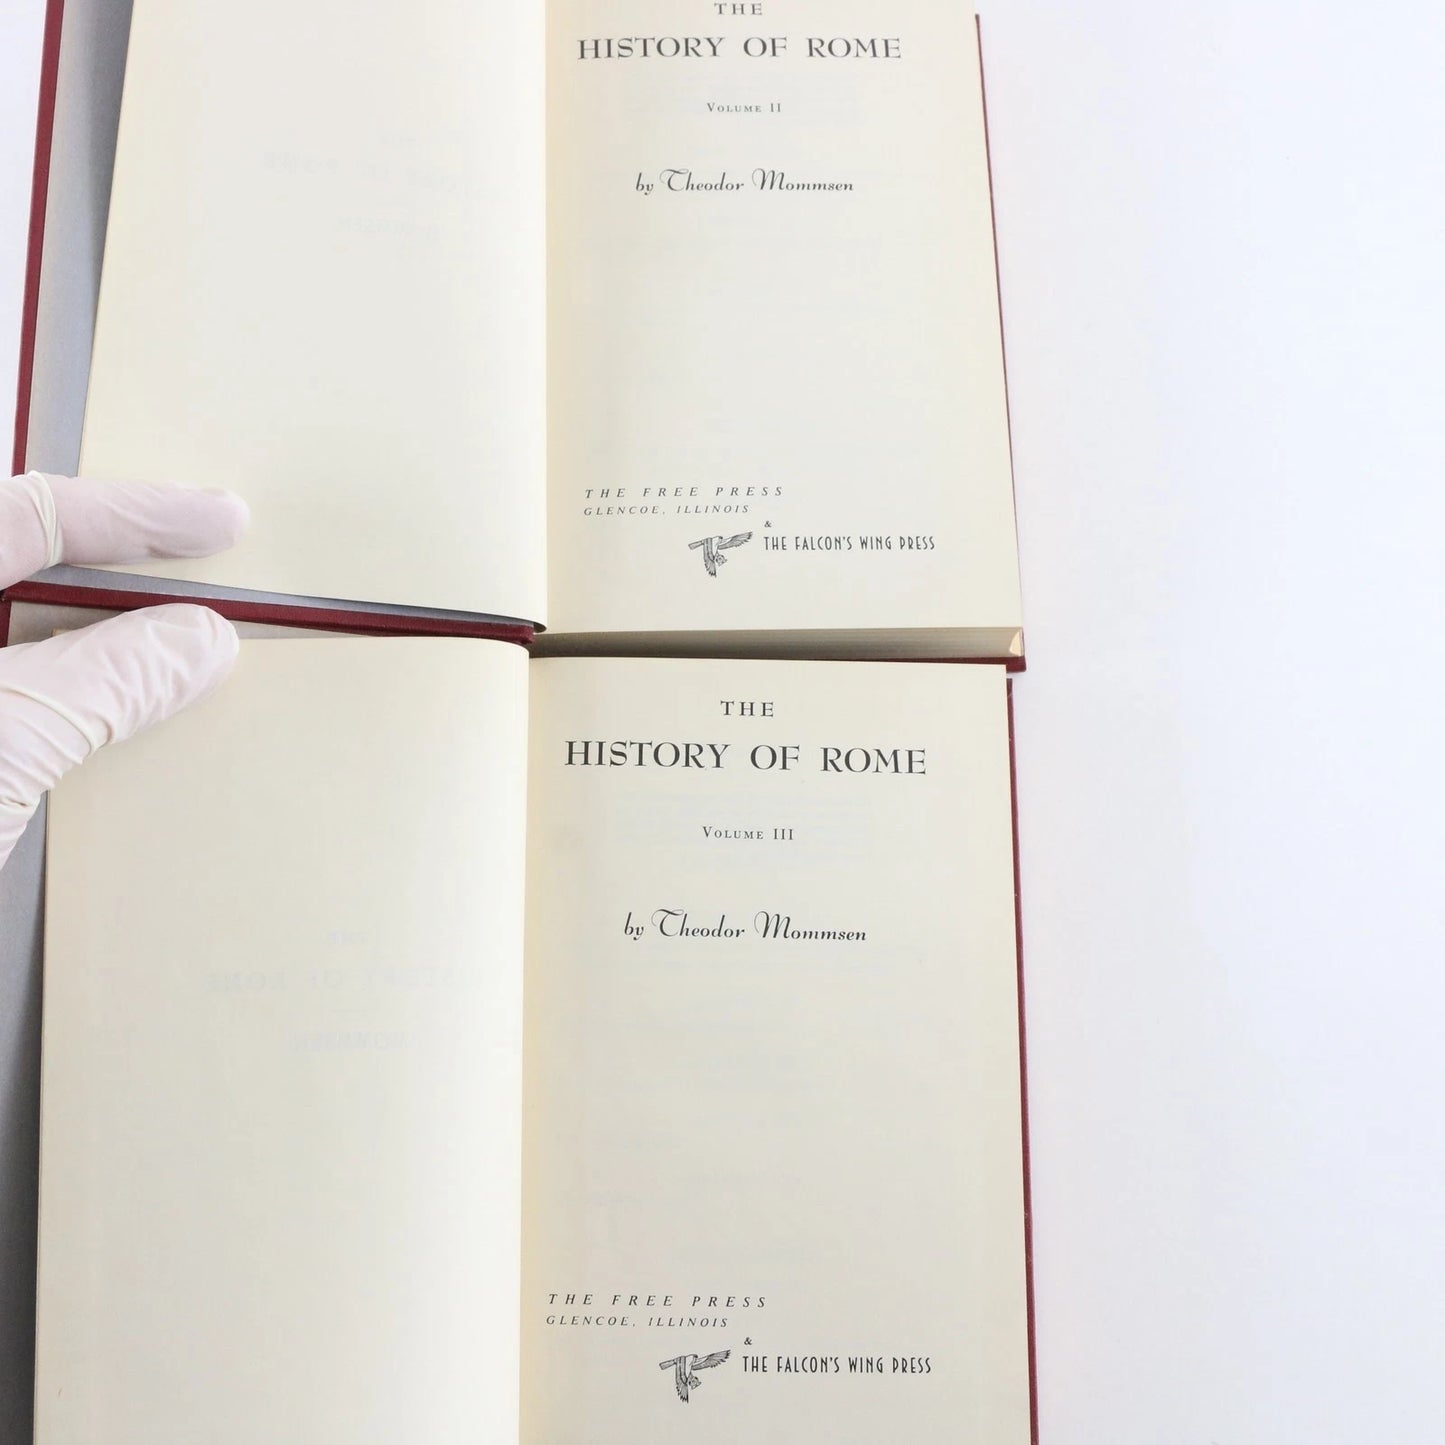 THE
HISTORY OF ROME
VOLUME II
by Theodor Mommsen
THE FREE PRESS
GLENCOE, ILLINOIS
&
THE FALCON'S WING PRESS
THE
HISTORY OF ROME
VOLUME III
by Theodor Mommsen
THE FREE PRESS
GLENCOE, ILLINOIS
&
THE FALCON'S WING PRESS